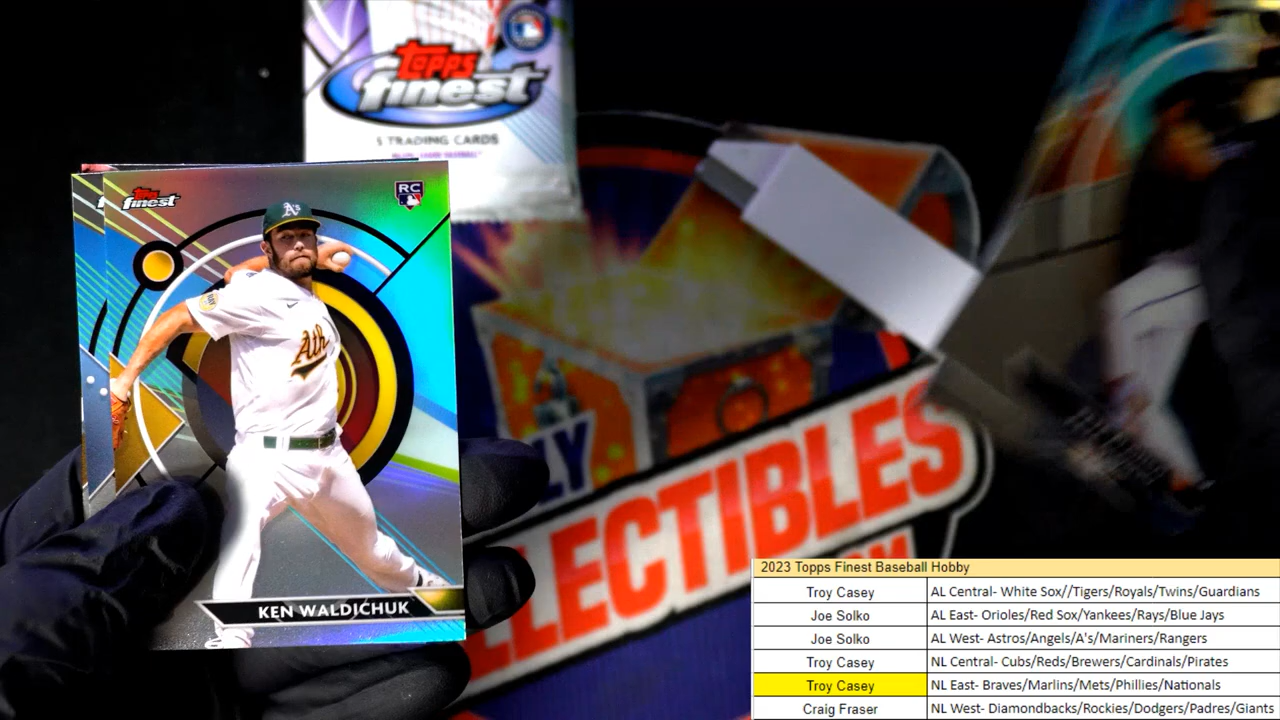 TOPPS
finest
5 TRADING CARDS
TOPPS
finest
RC
A's
Ath
KEN WALDICHUK
LY
LECTIBLES
OM
2023 Topps Finest Baseball Hobby
Troy Casey AL Central- White Sox//Tigers/Royals/Twins/Guardians
Joe Solko AL East- Orioles/Red Sox/Yankees/Rays/Blue Jays
Joe Solko AL West- Astros/Angels/A's/Mariners/Rangers
Troy Casey NL Central- Cubs/Reds/Brewers/Cardinals/Pirates
Troy Casey NL East- Braves/Marlins/Mets/Phillies/Nationals
Craig Fraser NL West- Diamondbacks/Rockies/Dodgers/Padres/Giants